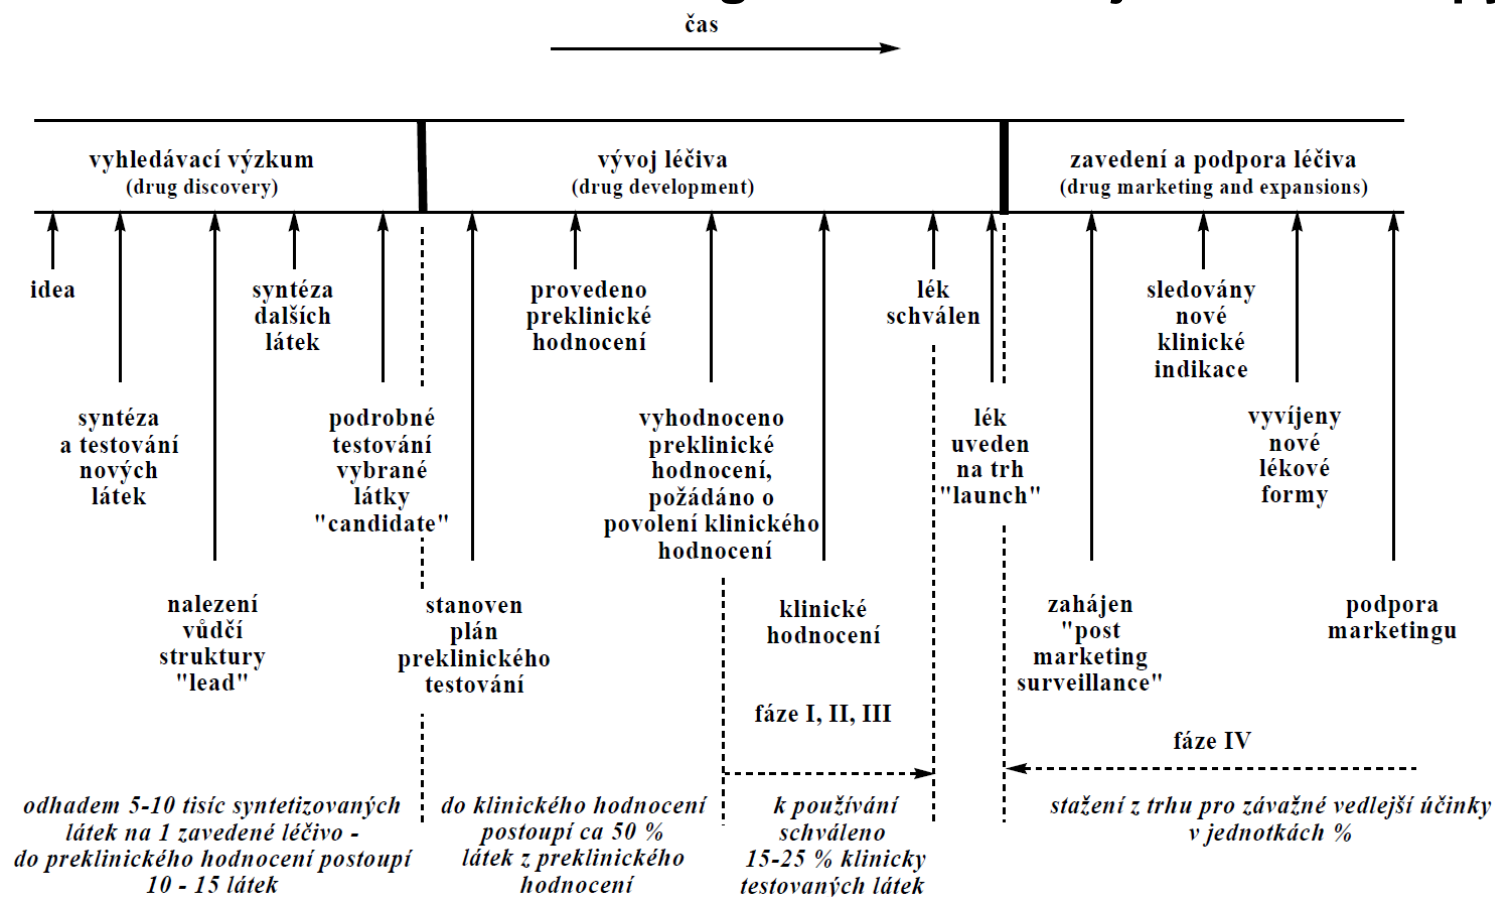 čas
vyhledávací výzkum
(drug discovery)
vývoj léčiva
(drug development)
zavedení a podpora léčiva
(drug marketing and expansions)
idea
syntéza
a testování
nových
látek
nalezení
vůdčí
struktury
"lead"
syntéza
dalších
látek
podrobné
testování
vybrané
látky
"candidate"
stanoven
plán
preklinického
testování
provedeno
preklinické
hodnocení
vyhodnoceno
preklinické
hodnocení,
požádáno o
povolení klinického
hodnocení
klinické
hodnocení
fáze I, II, III
lék
schválen
lék
uveden
na trh
"launch"
zahájen
"post
marketing
surveillance"
sledovány
nové
klinické
indikace
vyvíjeny
nové
lékové
formy
podpora
marketingu
fáze IV
odhadem 5-10 tisíc syntetizovaných
látek na 1 zavedené léčivo -
do preklinického hodnocení postoupí
10 - 15 látek
do klinického hodnocení
postoupí ca 50 %
látek z preklinického
hodnocení
k používání
schváleno
15-25 % klinicky
testovaných látek
stažení z trhu pro závažné vedlejší účinky
v jednotkách %